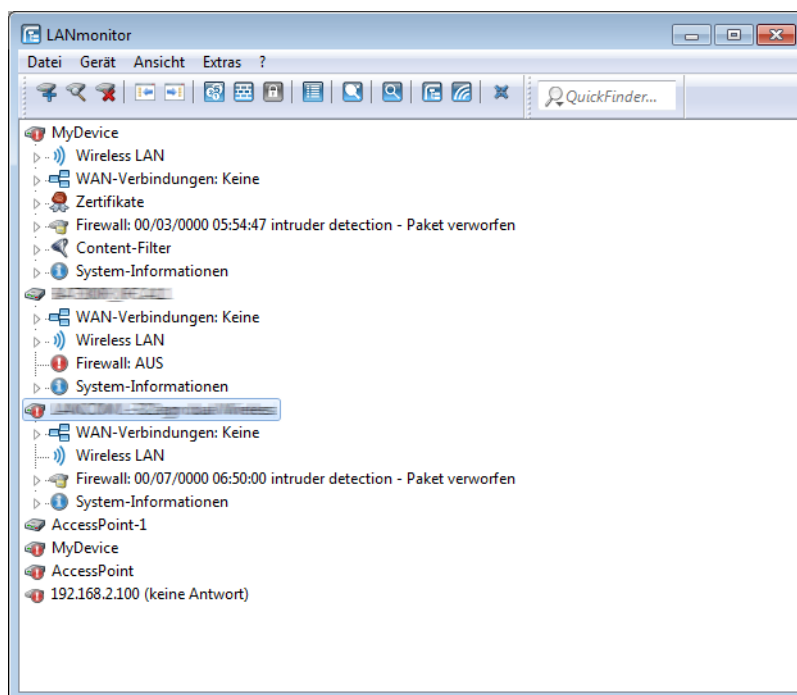 LANmonitor
Datei Gerät Ansicht Extras ?
QuickFinder...
MyDevice
Wireless LAN
WAN-Verbindungen: Keine
Zertifikate
Firewall: 00/03/0000 05:54:47 intruder detection - Paket verworfen
Content-Filter
System-Informationen
WAN-Verbindungen: Keine
Wireless LAN
Firewall: AUS
System-Informationen
WAN-Verbindungen: Keine
Wireless LAN
Firewall: 00/07/0000 06:50:00 intruder detection - Paket verworfen
System-Informationen
AccessPoint-1
MyDevice
AccessPoint
192.168.2.100 (keine Antwort)